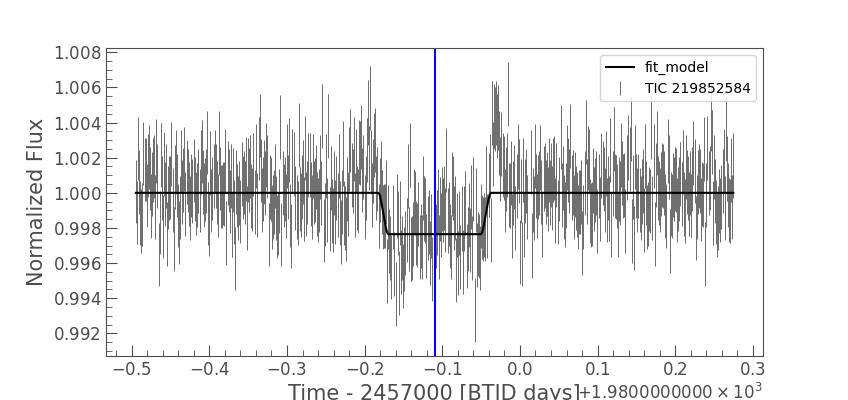 1.008
1.006
1.004
1.002
1.000
0.998
0.996
0.994
0.992
Normalized Flux
fit_model
TIC 219852584
−0.5 −0.4 −0.3 −0.2 −0.1 0.0 0.1 0.2 0.3
Time - 2457000 [BTJD days]
+1.9800000000 × 10³